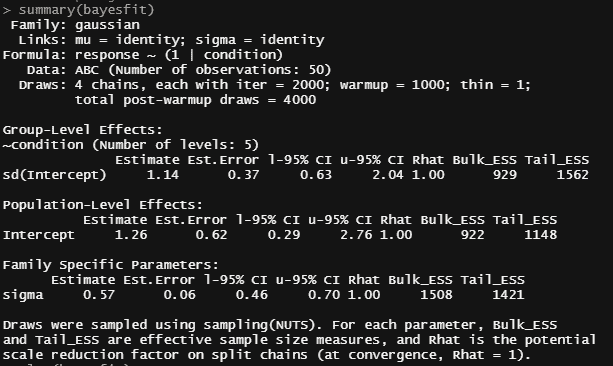 > summary(bayesfit)
 Family: gaussian
  Links: mu = identity; sigma = identity
Formula: response ~ (1 | condition)
   Data: ABC (Number of observations: 50)
  Draws: 4 chains, each with iter = 2000; warmup = 1000; thin = 1;
         total post-warmup draws = 4000

Group-Level Effects:
~condition (Number of levels: 5)
              Estimate Est.Error l-95% CI u-95% CI Rhat Bulk_ESS Tail_ESS
sd(Intercept)     1.14      0.37     0.63     2.04 1.00      929     1562

Population-Level Effects:
          Estimate Est.Error l-95% CI u-95% CI Rhat Bulk_ESS Tail_ESS
Intercept     1.26      0.62     0.29     2.76 1.00      922     1148

Family Specific Parameters:
      Estimate Est.Error l-95% CI u-95% CI Rhat Bulk_ESS Tail_ESS
sigma     0.57      0.06     0.46     0.70 1.00     1508     1421

Draws were sampled using sampling(NUTS). For each parameter, Bulk_ESS
and Tail_ESS are effective sample size measures, and Rhat is the potential
scale reduction factor on split chains (at convergence, Rhat = 1).